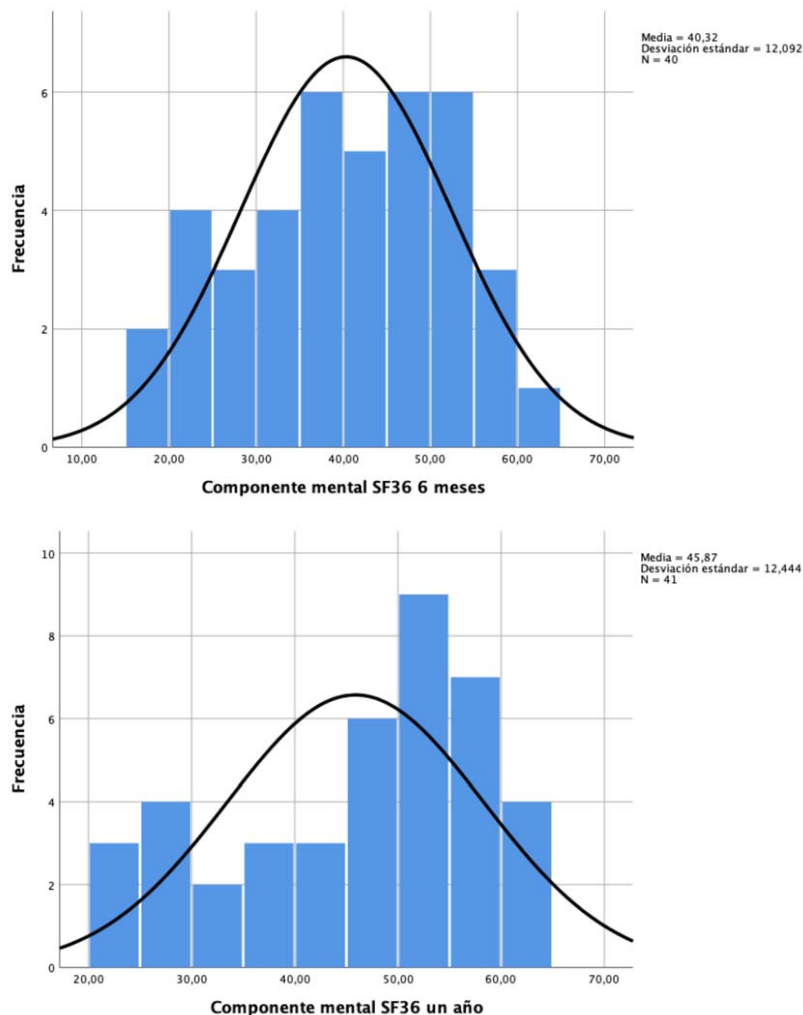 Media = 40,32
Desviación estándar = 12,092
N = 40
Frecuencia
6
4
2
0
10,00 20,00 30,00 40,00 50,00 60,00 70,00
Componente mental SF36 6 meses
Media = 45,87
Desviación estándar = 12,444
N = 41
Frecuencia
10
8
6
4
2
0
20,00 30,00 40,00 50,00 60,00 70,00
Componente mental SF36 un año